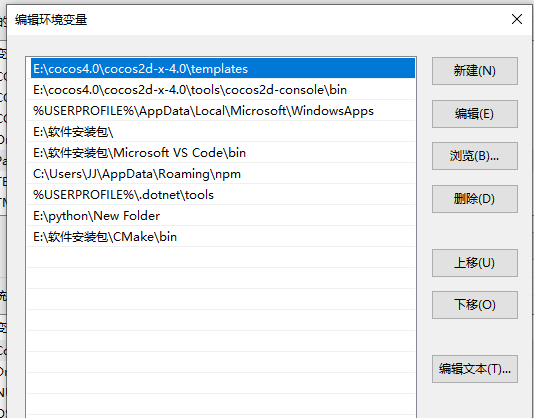 编辑环境变量
E:\cocos4.0\cocos2d-x-4.0\templates
E:\cocos4.0\cocos2d-x-4.0\tools\cocos2d-console\bin
%USERPROFILE%\AppData\Local\Microsoft\WindowsApps
E:\软件安装包\
E:\软件安装包\Microsoft VS Code\bin
C:\Users\JJ\AppData\Roaming\npm
%USERPROFILE%\.dotnet\tools
E:\python\New Folder
E:\软件安装包\CMake\bin
新建(N)
编辑(E)
浏览(B)...
删除(D)
上移(U)
下移(O)
编辑文本(T)...